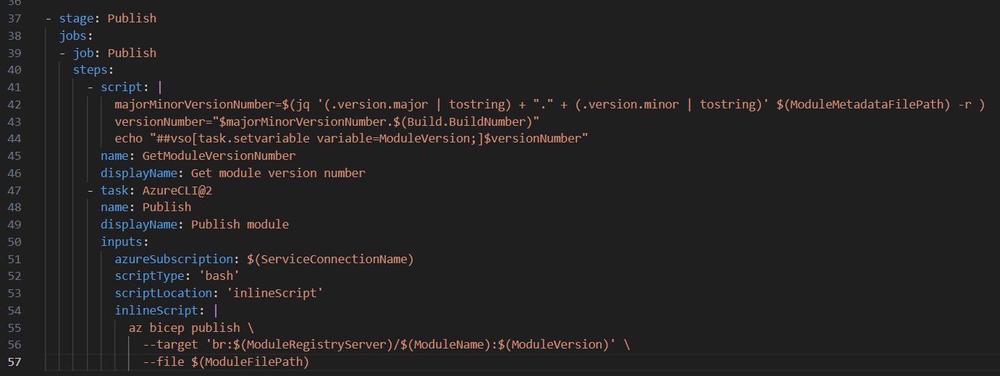 36
37 - stage: Publish
38 jobs:
39 - job: Publish
40 steps:
41 - script: |
42 majorMinorVersionNumber=$(jq '(.version.major | tostring) + "." + (.version.minor | tostring)' $(ModuleMetadataFilePath) -r )
43 versionNumber="$majorMinorVersionNumber.$(Build.BuildNumber)"
44 echo "##vso[task.setvariable variable=ModuleVersion;]$versionNumber"
45 name: GetModuleVersionNumber
46 displayName: Get module version number
47 - task: AzureCLI@2
48 name: Publish
49 displayName: Publish module
50 inputs:
51 azureSubscription: $(ServiceConnectionName)
52 scriptType: 'bash'
53 scriptLocation: 'inlineScript'
54 inlineScript: |
55 az bicep publish \
56 --target 'br:$(ModuleRegistryServer)/$(ModuleName):$(ModuleVersion)' \
57 --file $(ModuleFilePath)